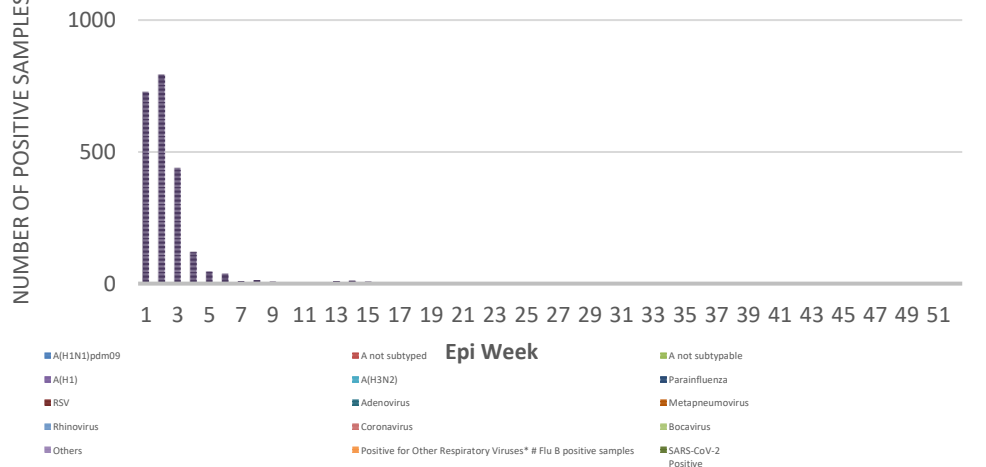 NUMBER OF POSITIVE SAMPLES
1000
500
0
1 3 5 7 9 11 13 15 17 19 21 23 25 27 29 31 33 35 37 39 41 43 45 47 49 51
Epi Week
A(H1N1)pdm09 A not subtyped A not subtypable
A(H1) A(H3N2) Parainfluenza
RSV Adenovirus Metapneumovirus
Rhinovirus Coronavirus Bocavirus
Others Positive for Other Respiratory Viruses* # Flu B positive samples SARS-CoV-2
Positive